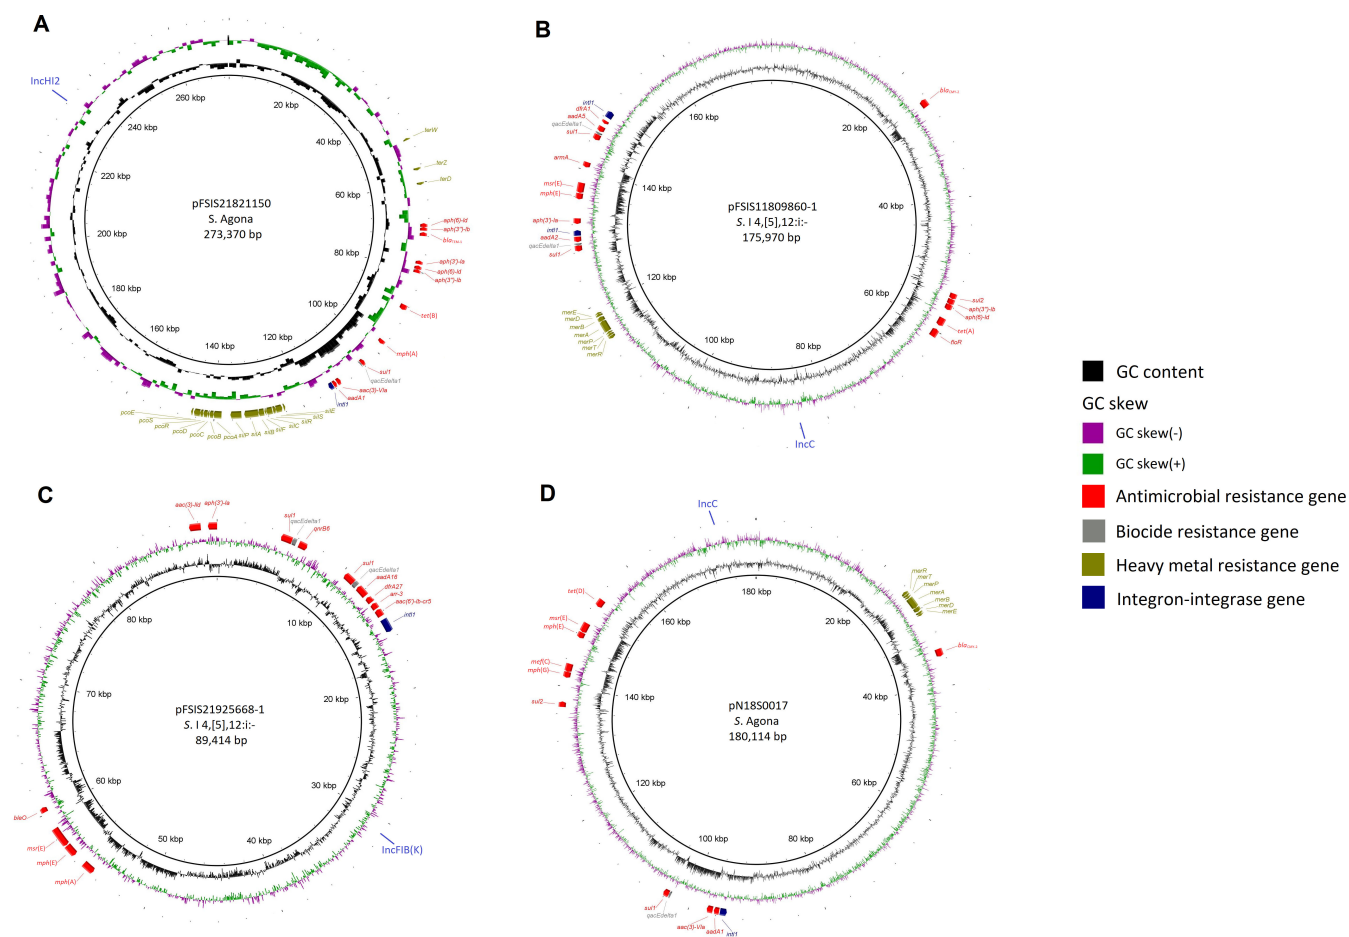 A
IncHI2
260 kbp
20 kbp
240 kbp
40 kbp
220 kbp
60 kbp
200 kbp
80 kbp
180 kbp
100 kbp
160 kbp
120 kbp
140 kbp
pFSIS21821150
S. Agona
273,370 bp
terW
terZ
terD
aph(6)-Id
aph(3'')-Ib
aph(3')-Ia
aph(6)-Id
aph(3'')-Ib
tet(B)
mph(A)
sul1
qacEdelta1
aac(3)-VIa
aadA1
intI1
pcoE
pcoS
pcoR
pcoD
pcoC
pcoB
pcoA
silP
silA
silB
silF
silC
silR
silS
silE
B
intI1
dfrA1
aadA5
qacEdelta1
sul1
armA
msr(E)
mph(E)
aph(3')-Ia
intI1
aadA2
qacEdelta1
sul1
merE
merD
merB
merA
merP
merT
merR
160 kbp
20 kbp
140 kbp
40 kbp
120 kbp
60 kbp
100 kbp
80 kbp
pFSIS11809860-1
S. I 4,[5],12:i:-
175,970 bp
sul2
aph(3'')-Ib
aph(6)-Id
tet(A)
floR
IncC
C
aac(3)-IId
aph(3')-Ia
sul1
qacEdelta1
qnrB6
sul1
qacEdelta1
aadA16
dfrA27
arr-3
aac(6')-Ib-cr5
intI1
80 kbp
10 kbp
70 kbp
20 kbp
60 kbp
30 kbp
50 kbp
40 kbp
pFSIS21925668-1
S. I 4,[5],12:i:-
89,414 bp
bleO
msr(E)
mph(E)
mph(A)
IncFIB(K)
D
IncC
merR
merT
merP
merA
merB
merD
merE
tet(D)
msr(E)
mph(E)
mef(C)
mph(G)
sul2
180 kbp
160 kbp
20 kbp
140 kbp
40 kbp
120 kbp
60 kbp
100 kbp
80 kbp
pN18S0017
S. Agona
180,114 bp
sul1
qacEdelta1
aac(3)-VIa
aadA1
intI1
GC content
GC skew
GC skew(-)
GC skew(+)
Antimicrobial resistance gene
Biocide resistance gene
Heavy metal resistance gene
Integron-integrase gene